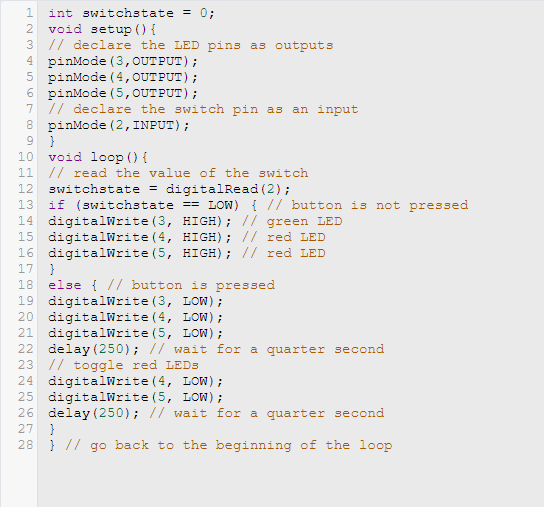 1 int switchstate = 0;
2 void setup(){
3 // declare the LED pins as outputs
4 pinMode(3,OUTPUT);
5 pinMode(4,OUTPUT);
6 pinMode(5,OUTPUT);
7 // declare the switch pin as an input
8 pinMode(2,INPUT);
9 }
10 void loop(){
11 // read the value of the switch
12 switchstate = digitalRead(2);
13 if (switchstate == LOW) { // button is not pressed
14 digitalWrite(3, HIGH); // green LED
15 digitalWrite(4, HIGH); // red LED
16 digitalWrite(5, HIGH); // red LED
17 }
18 else { // button is pressed
19 digitalWrite(3, LOW);
20 digitalWrite(4, LOW);
21 digitalWrite(5, LOW);
22 delay(250); // wait for a quarter second
23 // toggle red LEDs
24 digitalWrite(4, LOW);
25 digitalWrite(5, LOW);
26 delay(250); // wait for a quarter second
27 }
28 } // go back to the beginning of the loop